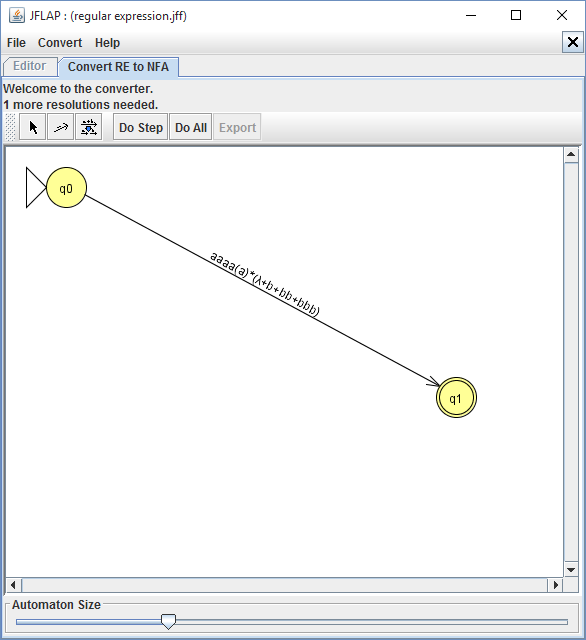 JFLAP : (regular expression.jff)
File Convert Help
Editor Convert RE to NFA
Welcome to the converter.
1 more resolutions needed.
Do Step Do All Export
q0
aaaa(a)*(λ+b+bb+bbb)
q1
Automaton Size